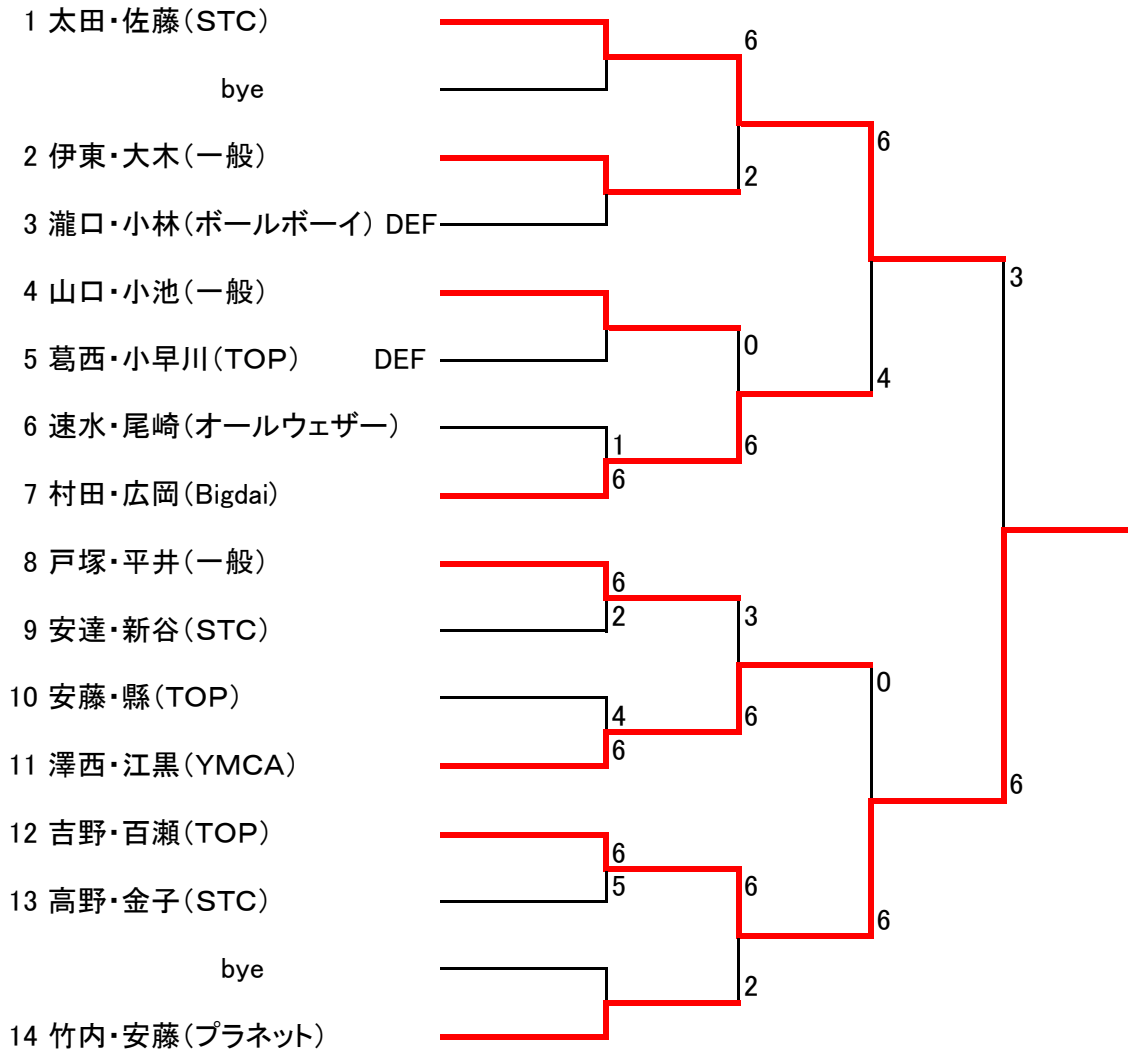 1 太田・佐藤(STC)
6
bye
6
2 伊東・大木(一般)
2
3 瀧口・小林(ボールボーイ) DEF
3
4 山口・小池(一般)
0
5 葛西・小早川(TOP) DEF
4
6 速水・尾崎(オールウェザー)
1
6
6
7 村田・広岡(Bigdai)
8 戸塚・平井(一般)
6
2
3
9 安達・新谷(STC)
0
10 安藤・縣(TOP)
4
6
6
11 澤西・江黒(YMCA)
6
12 吉野・百瀬(TOP)
6
5
6
13 高野・金子(STC)
6
bye
2
14 竹内・安藤(プラネット)